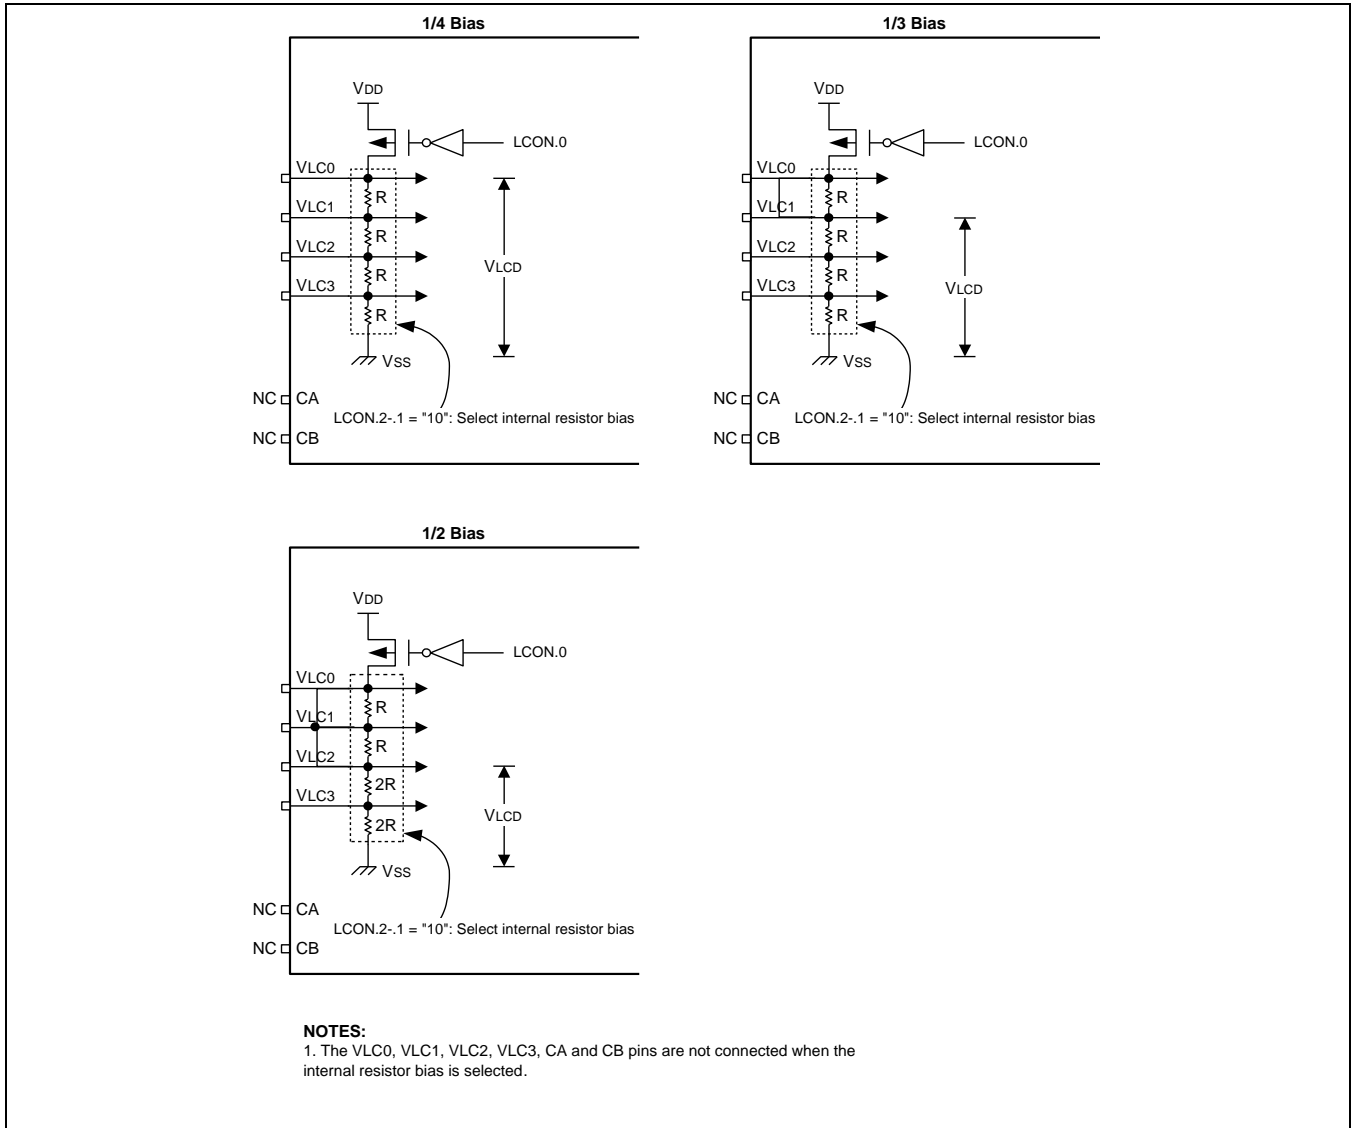 1/4 Bias
VDD
LCON.0
VLC0
R
VLC1
R
VLC2
VLCD
R
VLC3
R
VSS
NC CA
LCON.2-.1 = "10": Select internal resistor bias
NC CB
1/3 Bias
VDD
LCON.0
VLC0
R
VLC1
R
VLC2
R
VLC3
VLCD
R
VSS
NC CA
LCON.2-.1 = "10": Select internal resistor bias
NC CB
1/2 Bias
VDD
LCON.0
VLC0
R
VLC1
R
VLC2
2R
VLC3
VLCD
2R
VSS
NC CA
LCON.2-.1 = "10": Select internal resistor bias
NC CB
NOTES:
1. The VLC0, VLC1, VLC2, VLC3, CA and CB pins are not connected when the
internal resistor bias is selected.